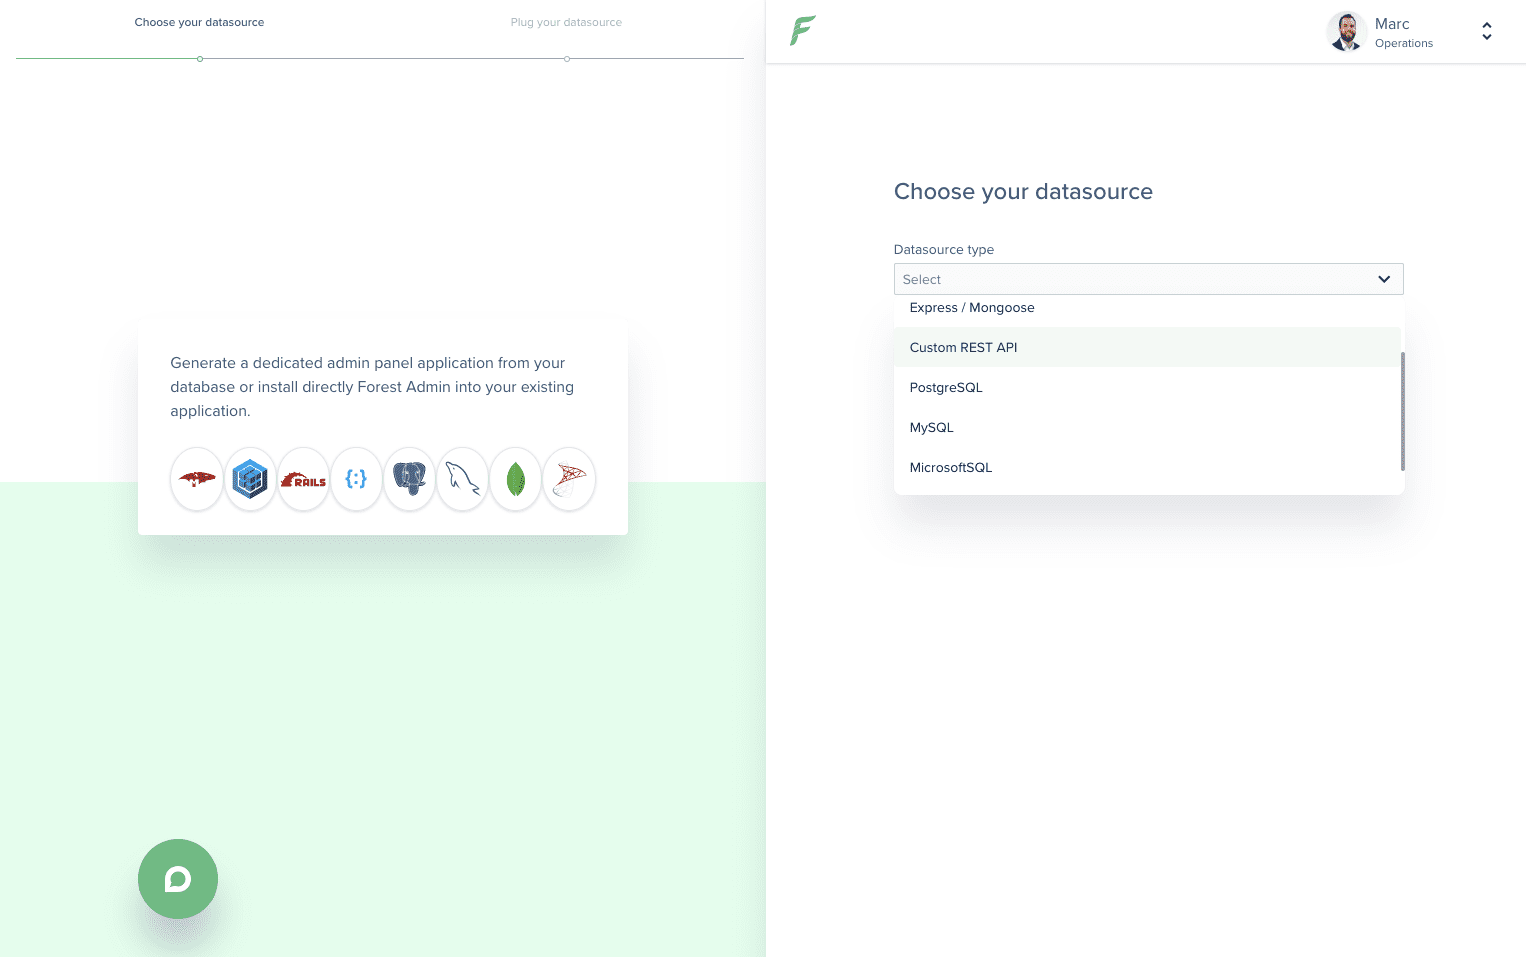 Choose your datasource
Plug your datasource
Generate a dedicated admin panel application from your
database or install directly Forest Admin into your existing
application.
RAILS
{:}
Marc
Operations
Choose your datasource
Datasource type
Select
Express / Mongoose
Custom REST API
PostgreSQL
MySQL
MicrosoftSQL